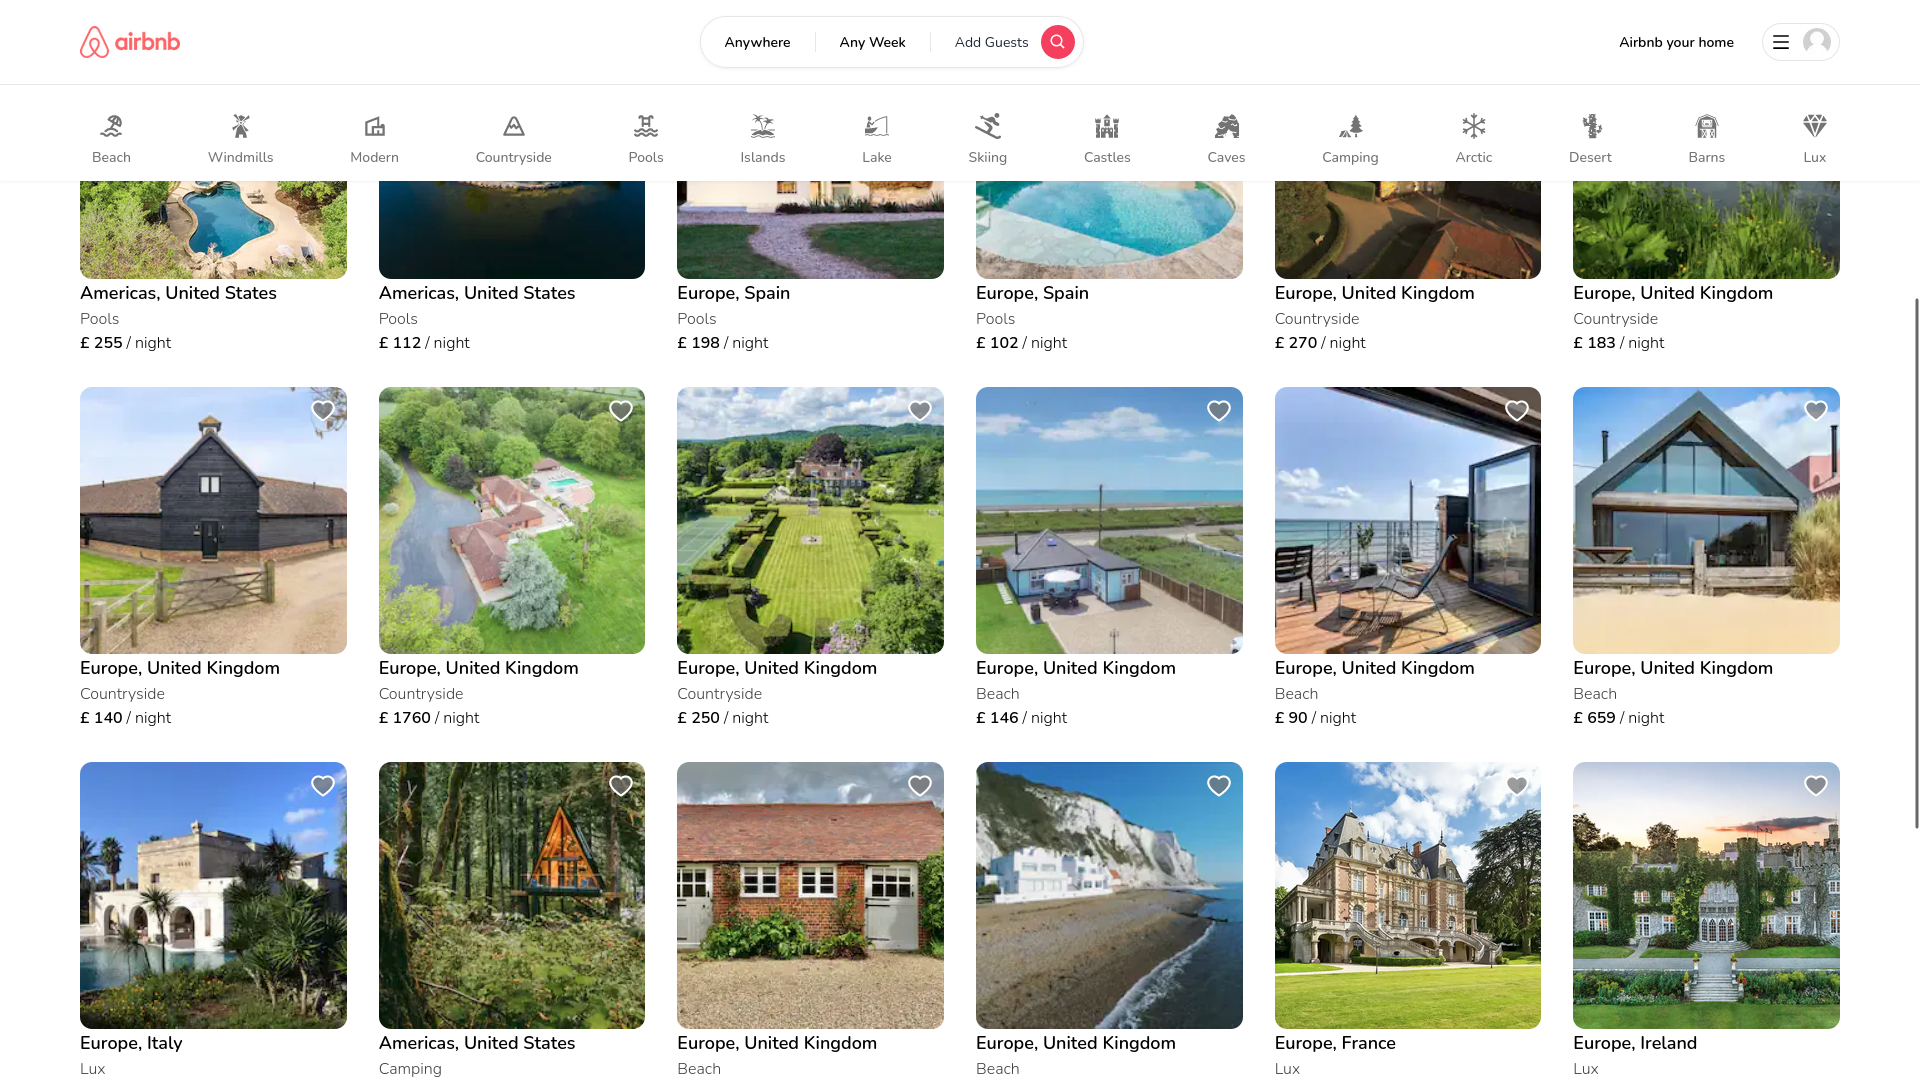 airbnb
Anywhere
Any Week
Add Guests
Airbnb your home
Beach
Windmills
Modern
Countryside
Pools
Islands
Lake
Skiing
Castles
Caves
Camping
Arctic
Desert
Barns
Lux
Americas, United States
Pools
£ 255 / night
Americas, United States
Pools
£ 112 / night
Europe, Spain
Pools
£ 198 / night
Europe, Spain
Pools
£ 102 / night
Europe, United Kingdom
Countryside
£ 270 / night
Europe, United Kingdom
Countryside
£ 183 / night
Europe, United Kingdom
Countryside
£ 140 / night
Europe, United Kingdom
Countryside
£ 1760 / night
Europe, United Kingdom
Countryside
£ 250 / night
Europe, United Kingdom
Beach
£ 146 / night
Europe, United Kingdom
Beach
£ 90 / night
Europe, United Kingdom
Beach
£ 659 / night
Europe, Italy
Lux
Americas, United States
Camping
Europe, United Kingdom
Beach
Europe, United Kingdom
Beach
Europe, France
Lux
Europe, Ireland
Lux